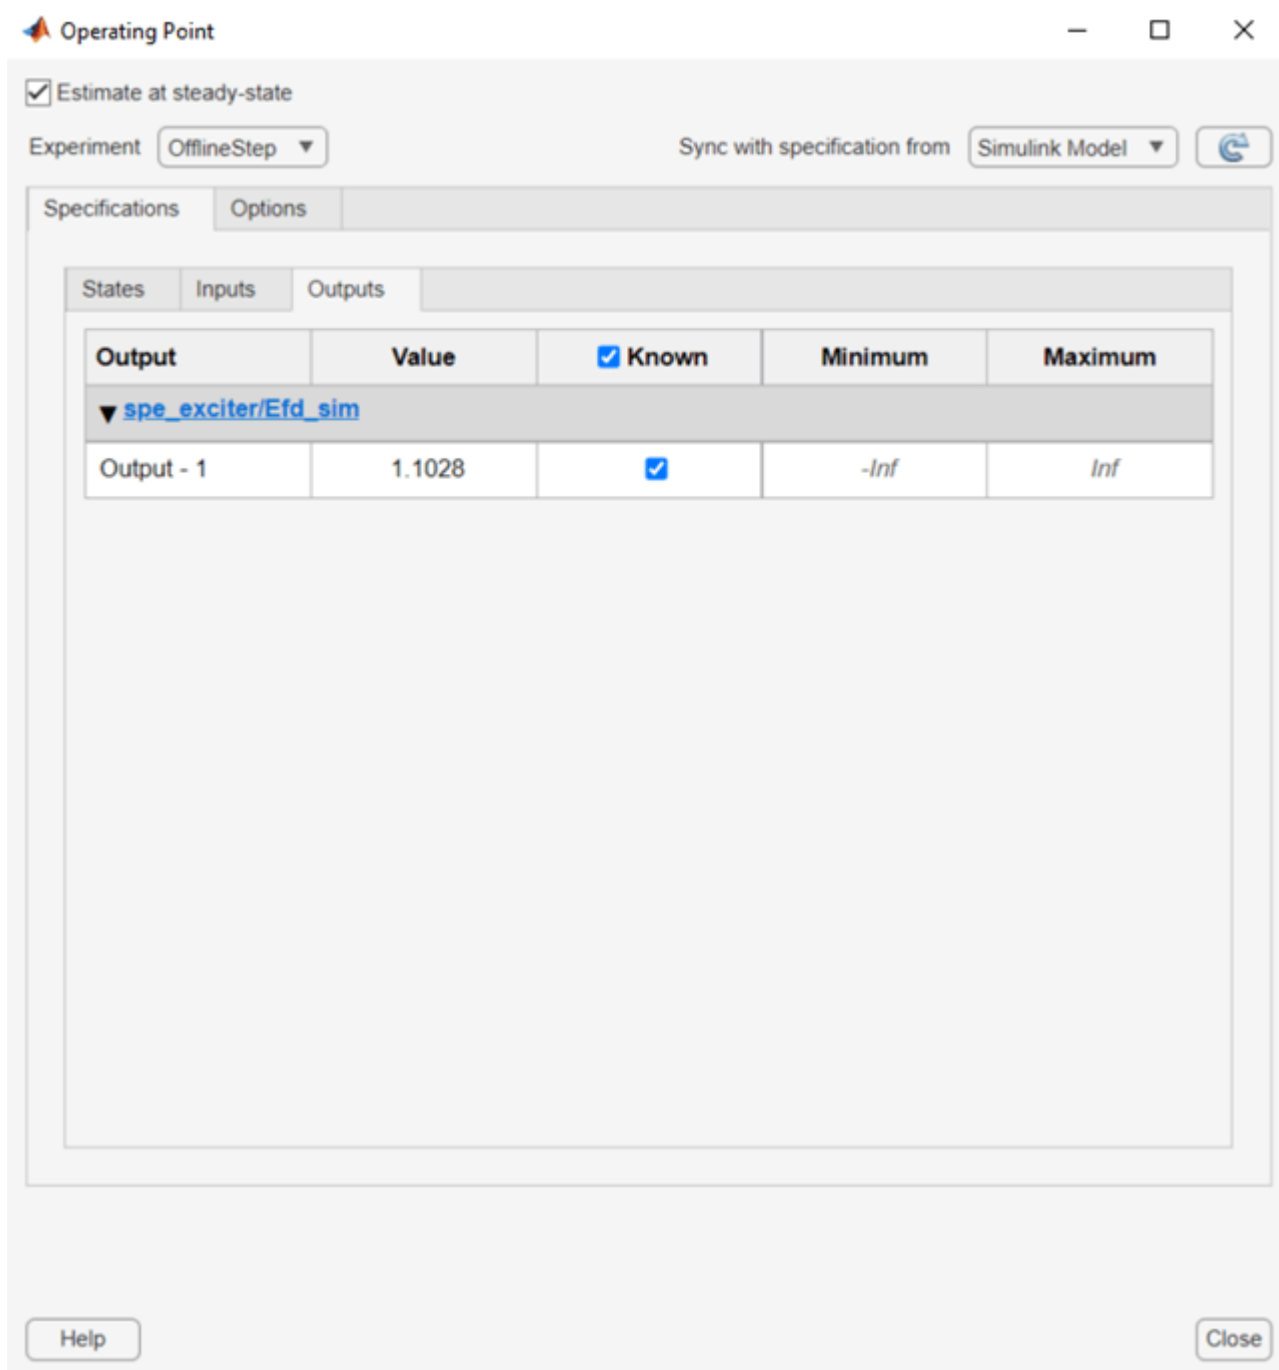 Operating Point
Estimate at steady-state
Experiment OfflineStep Sync with specification from Simulink Model
Specifications Options
States Inputs Outputs
Output Value Known Minimum Maximum
spe_exciter/Efd_sim
Output - 1 1.1028 -Inf Inf
Help Close